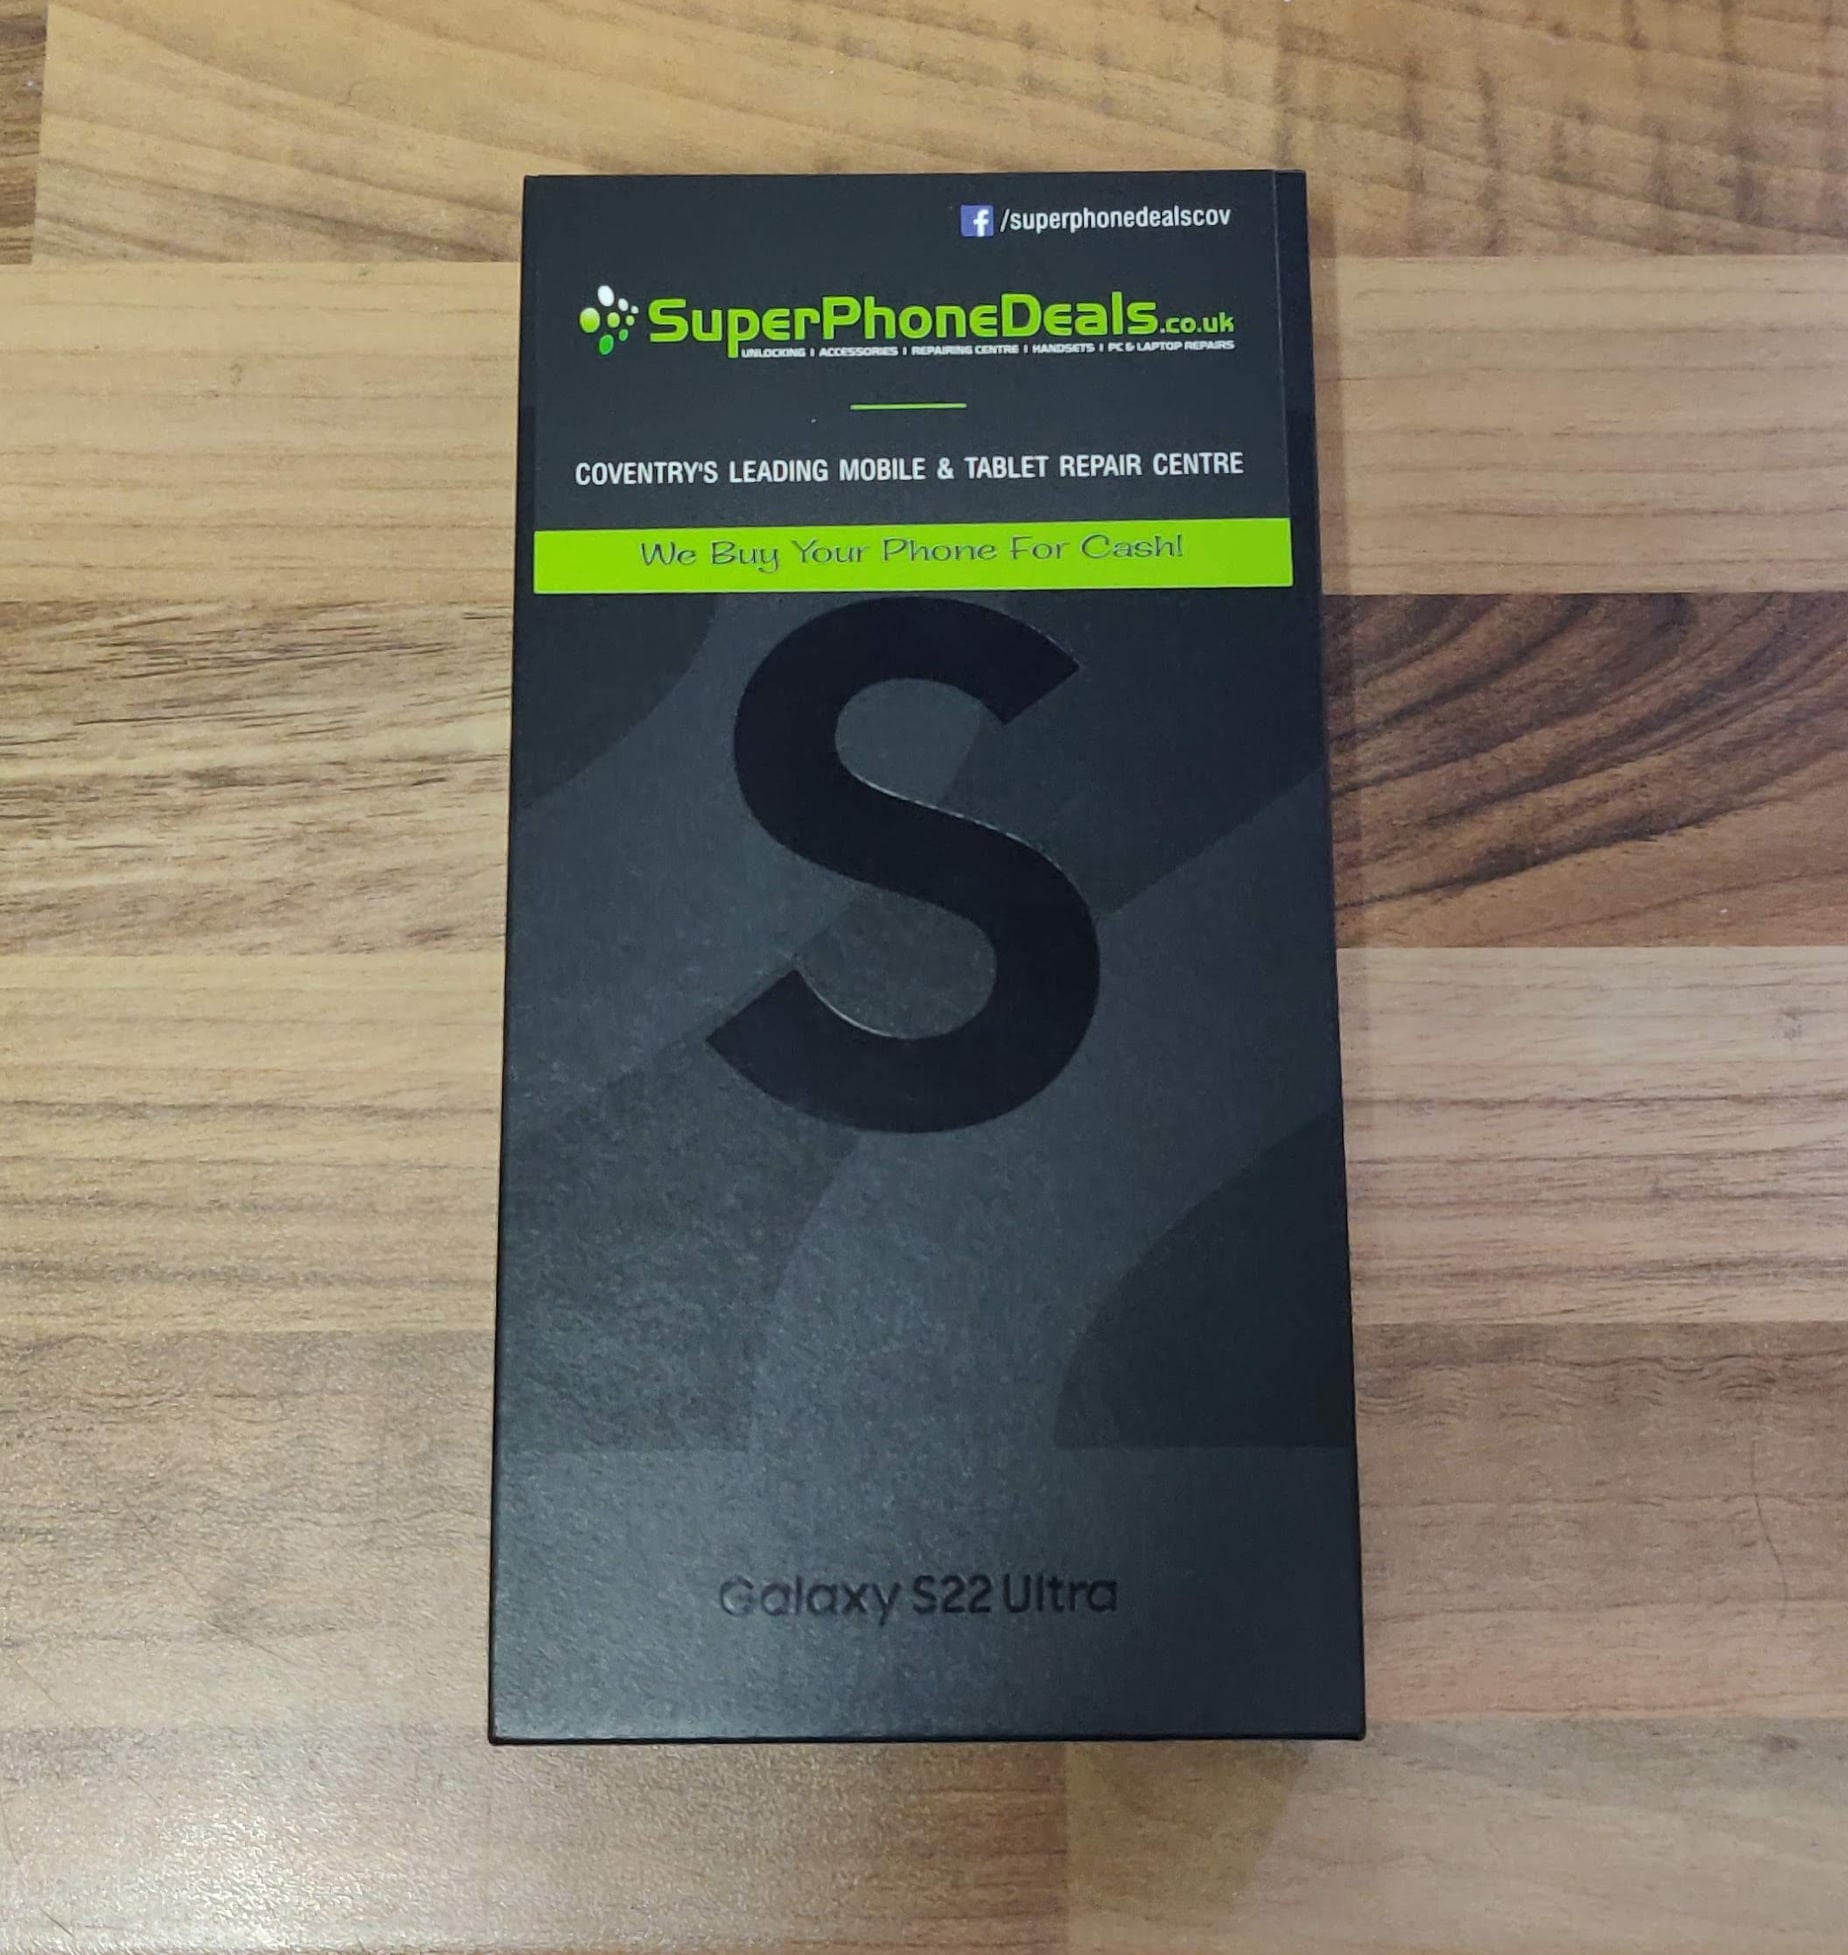 /superphonedealscov
SuperPhoneDeals.co.uk
UNLOCKING | ACCESSORIES | REPAIRING CENTRE | HANDSETS | PC & LAPTOP REPAIRS
COVENTRY'S LEADING MOBILE & TABLET REPAIR CENTRE
We Buy Your Phone For Cash!
S
Galaxy S22 Ultra